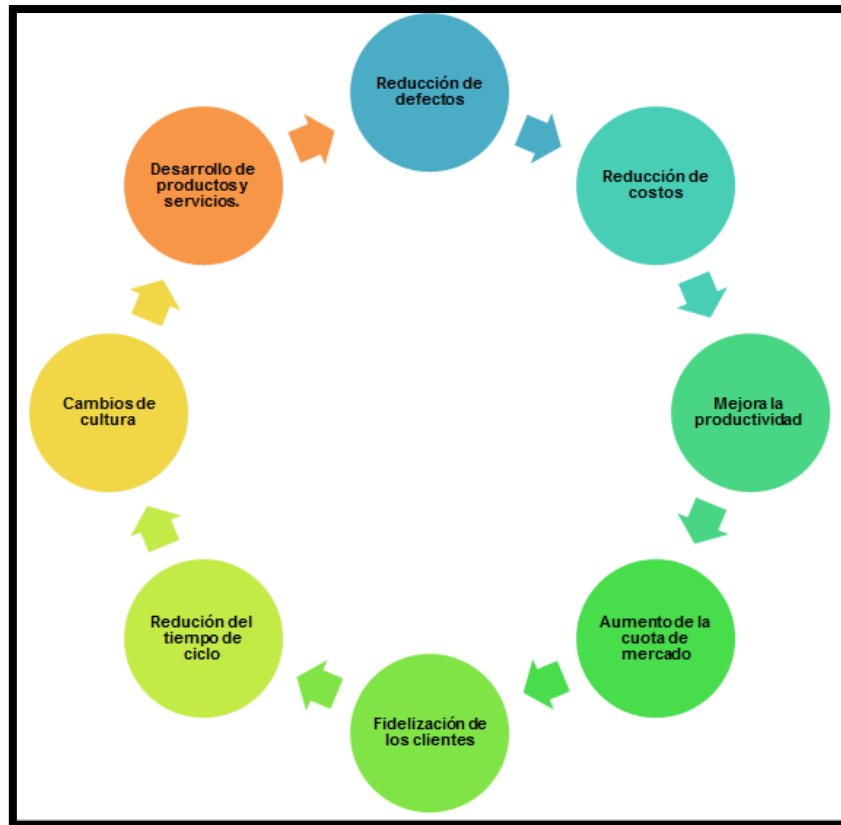 Reducción de
defectos
Reducción de
costos
Mejora la
productividad
Aumento de la
cuota de
mercado
Fidelización de
los clientes
Redución del
tiempo de
ciclo
Cambios de
cultura
Desarrollo de
productos y
servicios.